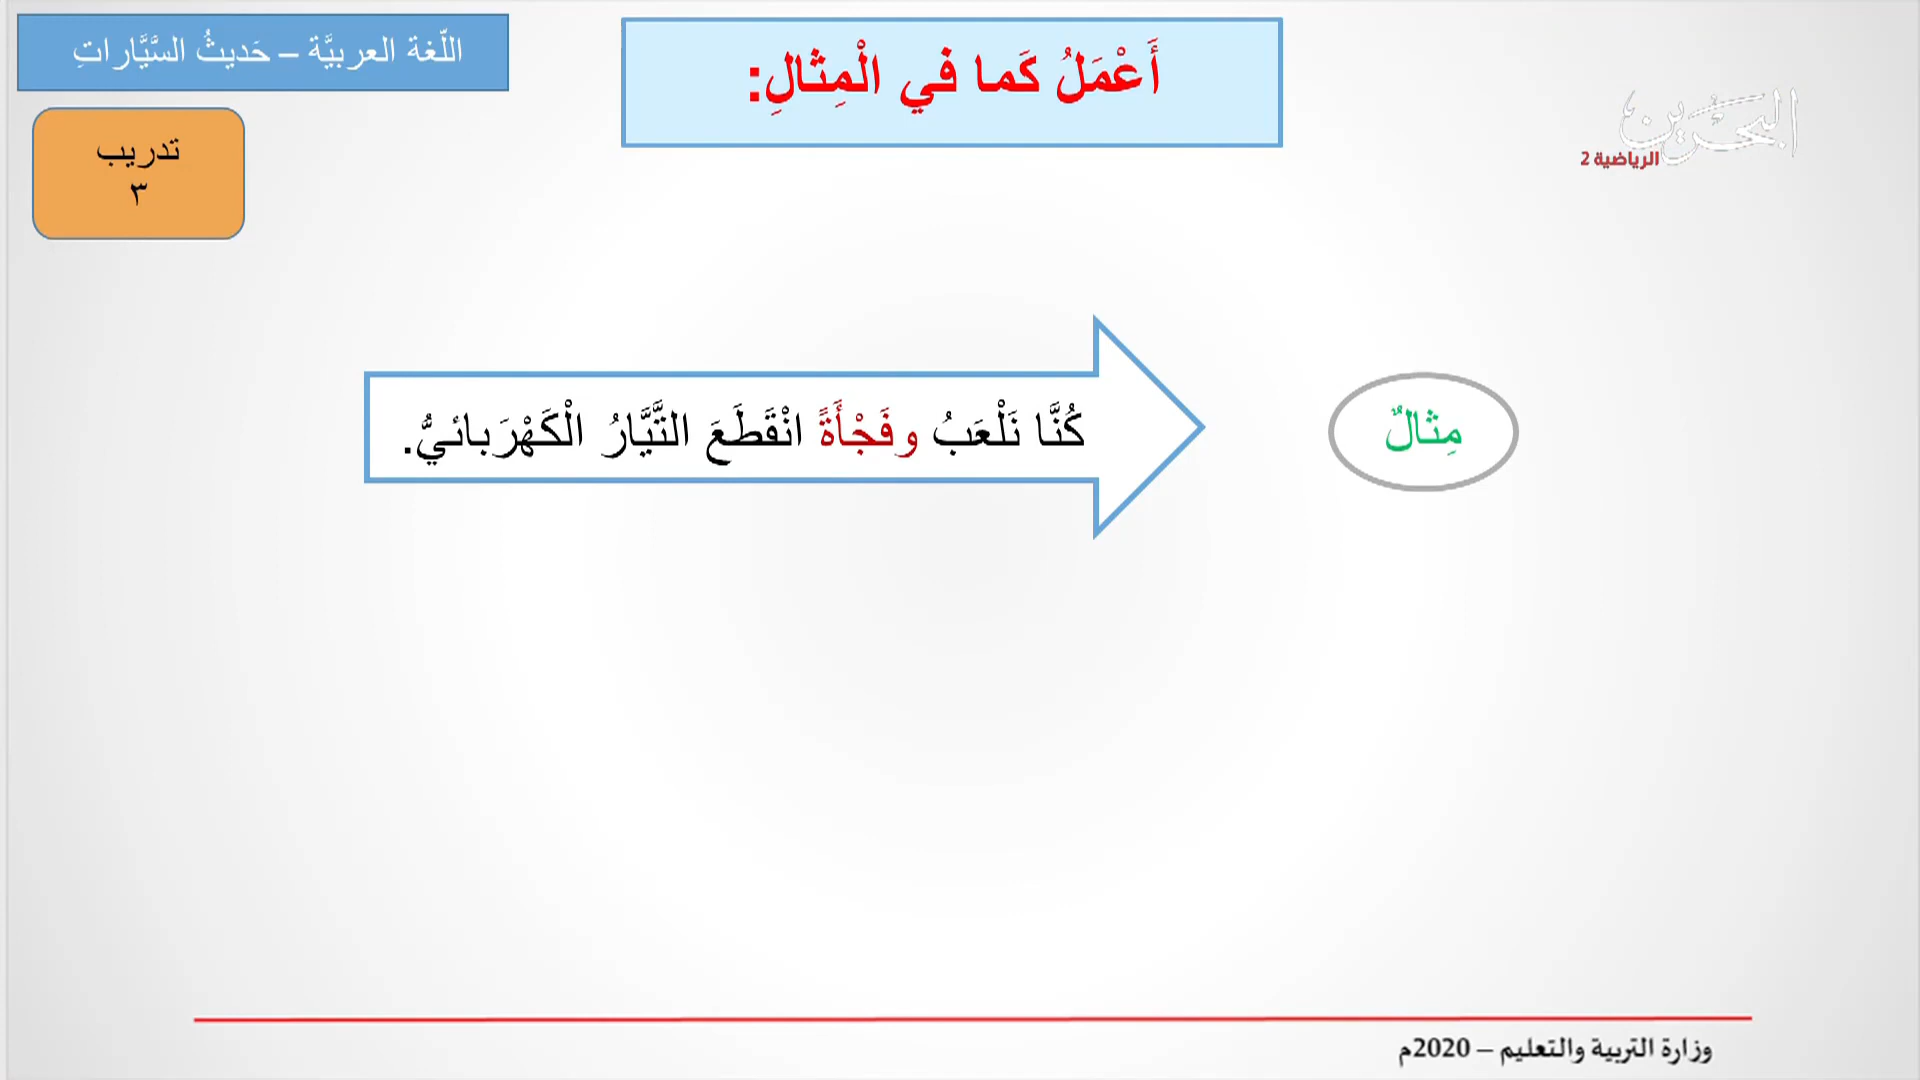 اللّغة العربيَّة – حَديثُ السَّيَّاراتِ
أَعْمَلُ كَما في الْمِثالِ:
تدريب
٣
البحرين
الرياضية 2
مِثالٌ
كُنَّا نَلْعَبُ وفَجْأَةً انْقَطَعَ التَّيَّارُ الْكَهْرَبائيُّ.
وزارة التربية والتعليم – 2020م